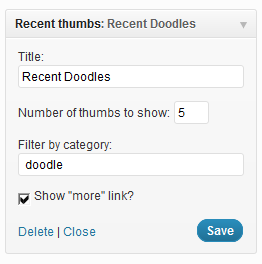 Recent thumbs: Recent Doodles
Title:
Recent Doodles
Number of thumbs to show: 5
Filter by category:
doodle
Show "more" link?
Delete | Close Save